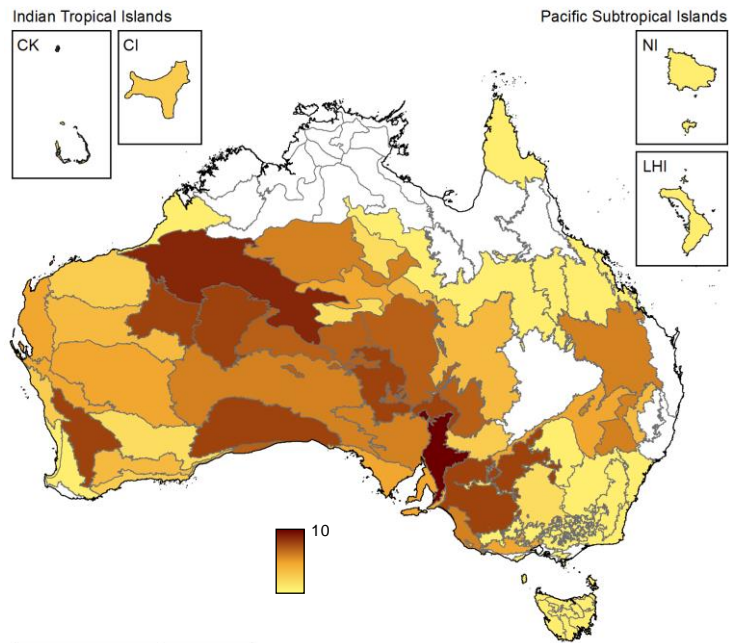 Indian Tropical Islands
Pacific Subtropical Islands
CK
CI
NI
LHI
10